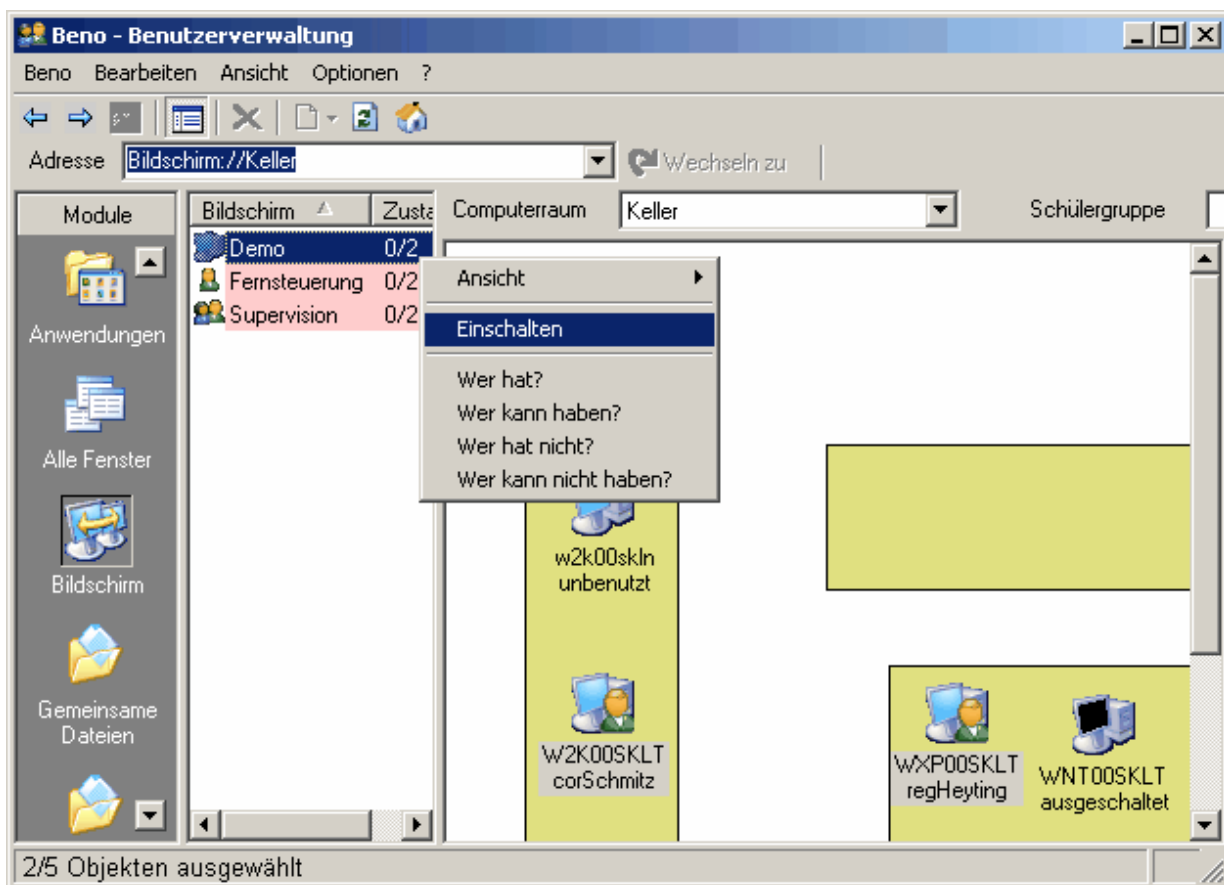 Beno - Benutzerverwaltung
Beno Bearbeiten Ansicht Optionen ?
Adresse Bildschirm://Keller Wechseln zu
Module
Anwendungen
Alle Fenster
Bildschirm
Gemeinsame
Dateien
Bildschirm Zusta
Demo 0/2
Fernsteuerung 0/2
Supervision 0/2
Computerraum Keller Schülergruppe
Ansicht
Einschalten
Wer hat?
Wer kann haben?
Wer hat nicht?
Wer kann nicht haben?
w2k00skln
unbenutzt
W2K00SKLT
corSchmitz
WXP00SKLT
regHeyting
WNT00SKLT
ausgeschaltet
2/5 Objekten ausgewählt